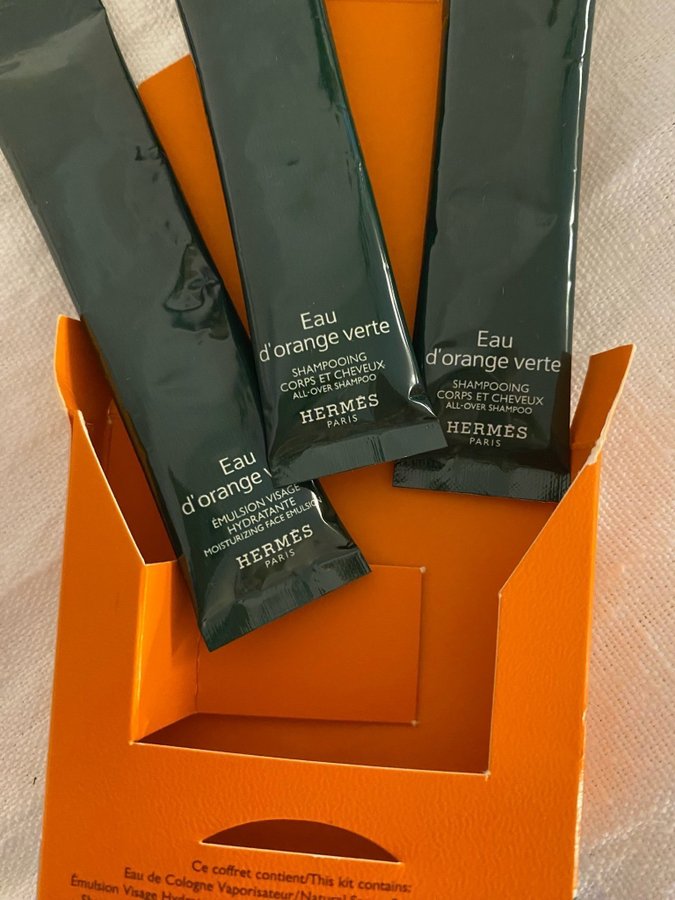 Eau
d'orange verte
SHAMPOOING
CORPS ET CHEVEUX
ALL-OVER SHAMPOO
HERMÈS
PARIS
Eau
d'orange verte
SHAMPOOING
CORPS ET CHEVEUX
ALL-OVER SHAMPOO
HERMÈS
PARIS
Eau
d'orange
ÉMULSION VISAGE
HYDRATANTE
MOISTURIZING FACE EMULSION
HERMÈS
PARIS
Ce coffret contient/This kit contains:
Eau de Cologne Vaporisateur/Natural
Émulsion Visage